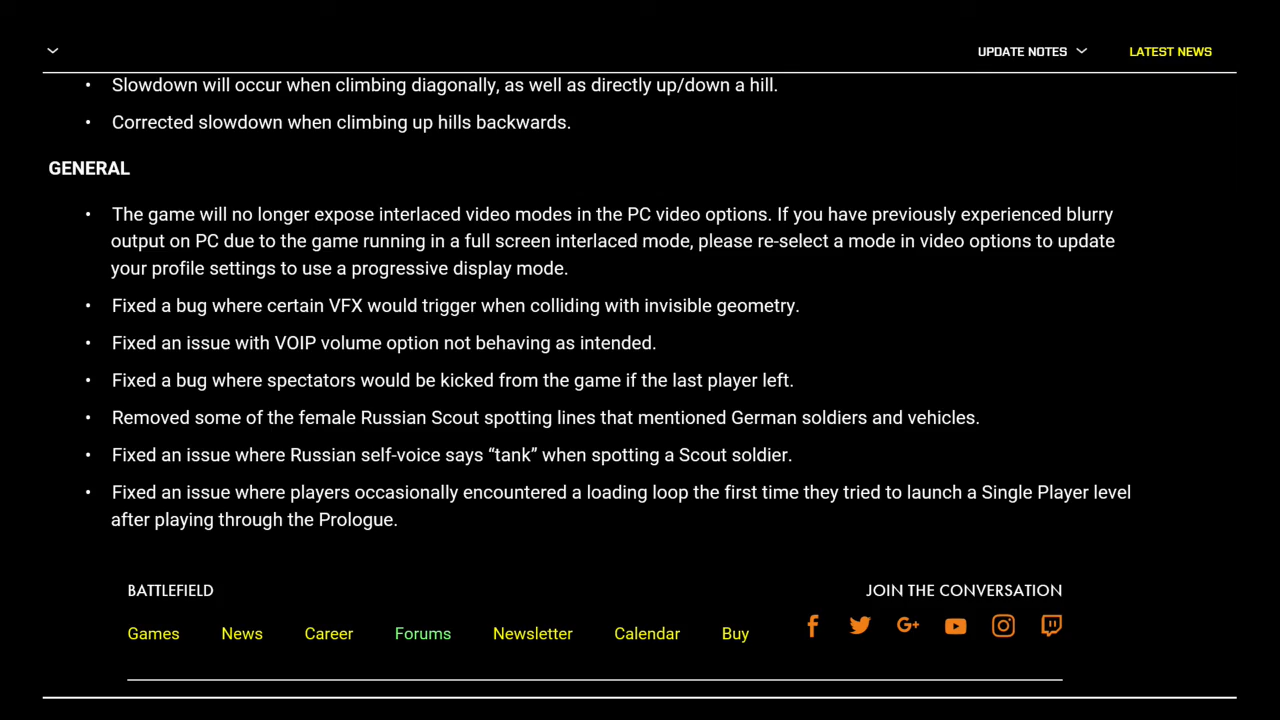 UPDATE NOTES LATEST NEWS
• Slowdown will occur when climbing diagonally, as well as directly up/down a hill.
• Corrected slowdown when climbing up hills backwards.
GENERAL
• The game will no longer expose interlaced video modes in the PC video options. If you have previously experienced blurry
output on PC due to the game running in a full screen interlaced mode, please re-select a mode in video options to update
your profile settings to use a progressive display mode.
• Fixed a bug where certain VFX would trigger when colliding with invisible geometry.
• Fixed an issue with VOIP volume option not behaving as intended.
• Fixed a bug where spectators would be kicked from the game if the last player left.
• Removed some of the female Russian Scout spotting lines that mentioned German soldiers and vehicles.
• Fixed an issue where Russian self-voice says “tank” when spotting a Scout soldier.
• Fixed an issue where players occasionally encountered a loading loop the first time they tried to launch a Single Player level
after playing through the Prologue.
BATTLEFIELD JOIN THE CONVERSATION
Games News Career Forums Newsletter Calendar Buy